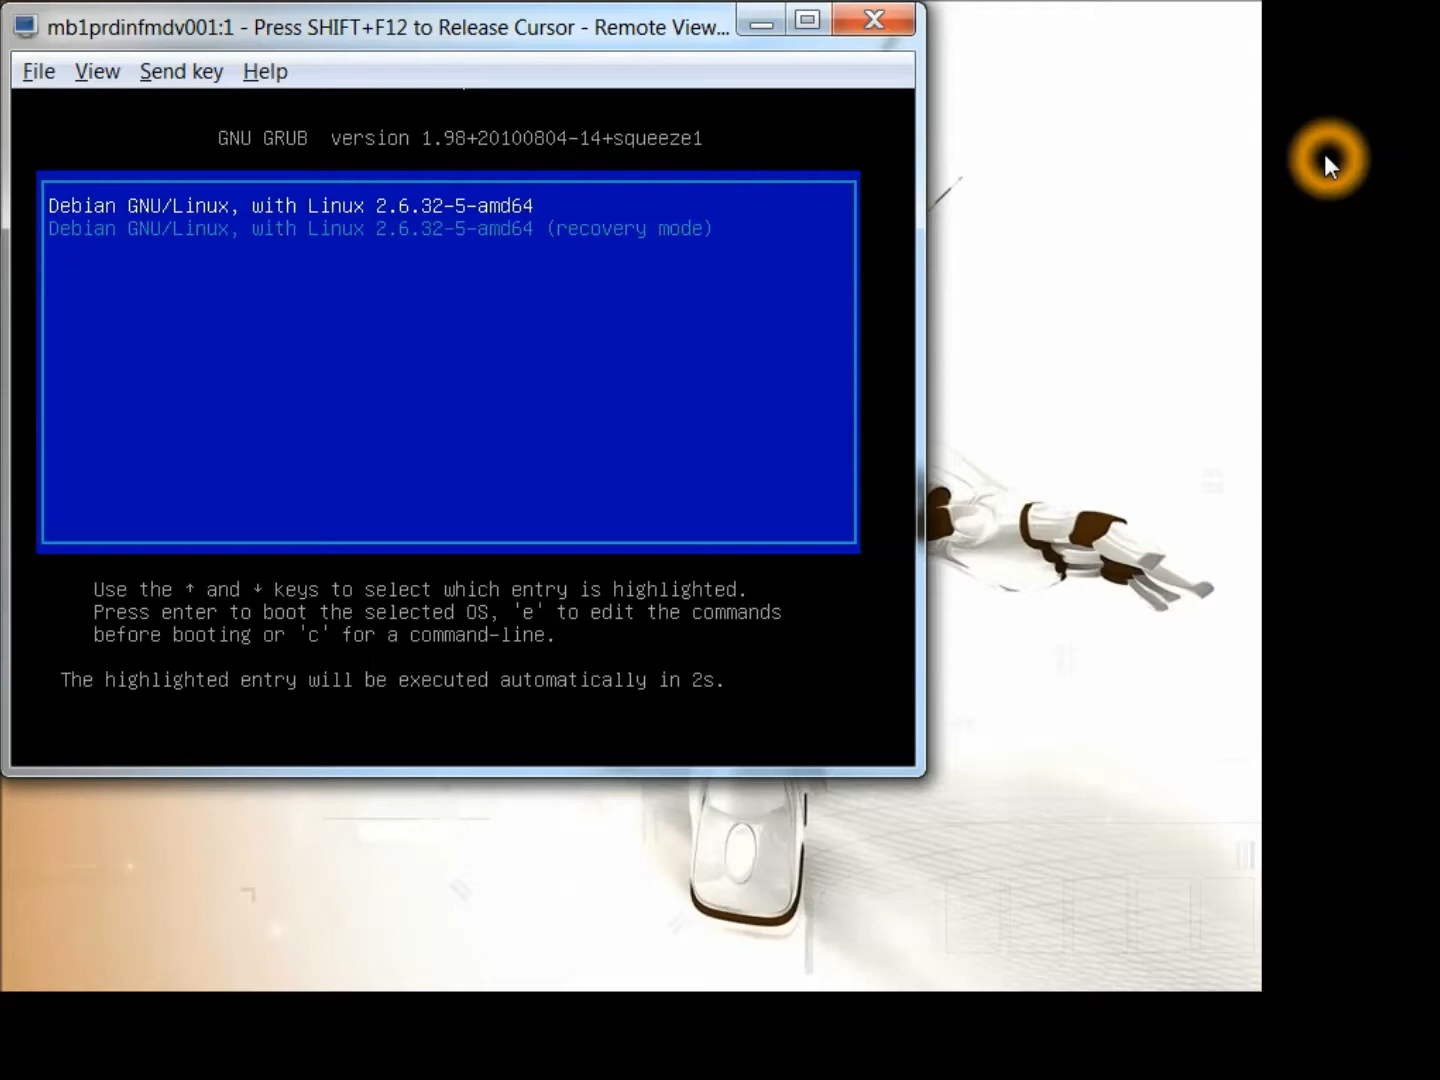 mb1prdinfmdv001:1 - Press SHIFT+F12 to Release Cursor - Remote View...
File View Send key Help
GNU GRUB version 1.98+20100804-14+squeeze1
Debian GNU/Linux, with Linux 2.6.32-5-amd64
Debian GNU/Linux, with Linux 2.6.32-5-amd64 (recovery mode)
Use the ↑ and ↓ keys to select which entry is highlighted.
Press enter to boot the selected OS, 'e' to edit the commands
before booting or 'c' for a command-line.
The highlighted entry will be executed automatically in 2s.